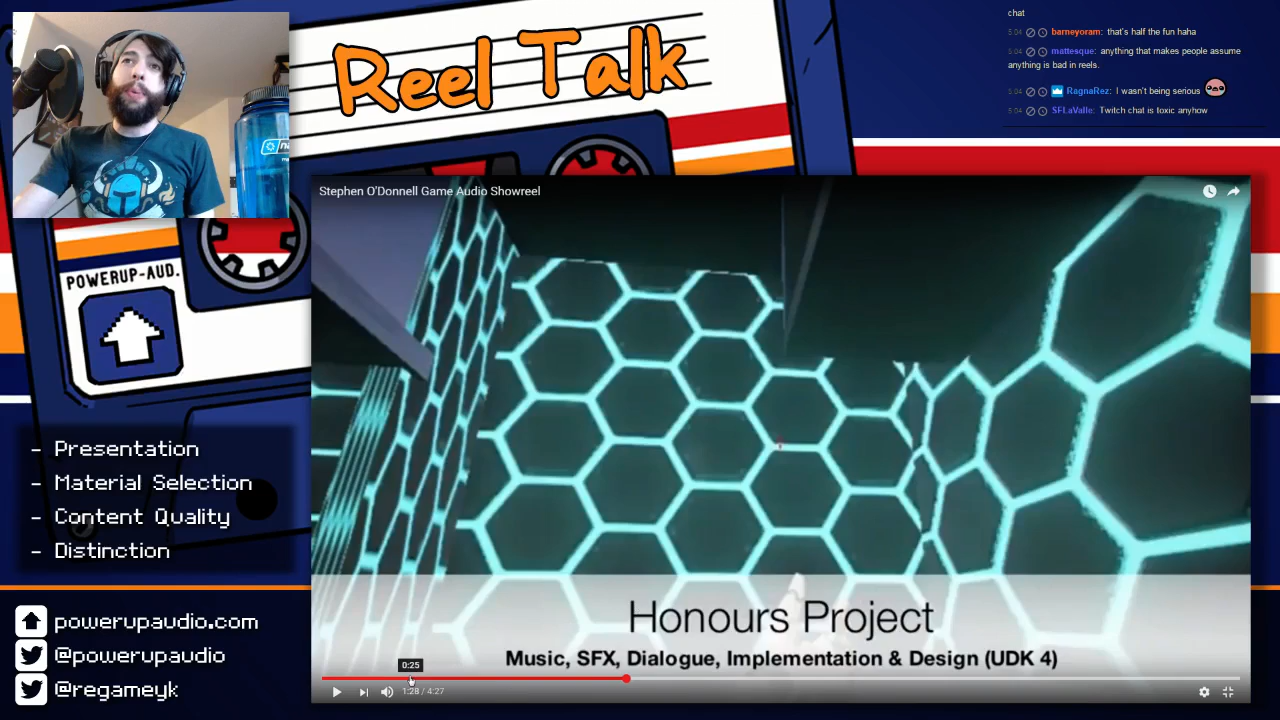 Reel Talk
chat
5:04 barneyoram: that's half the fun haha
5:04 mattesque: anything that makes people assume
anything is bad in reels.
5:04 RagnaRez: I wasn't being serious
5:04 SFLaValle: Twitch chat is toxic anyhow
Stephen O'Donnell Game Audio Showreel
POWERUP-AUD.
- Presentation
- Material Selection
- Content Quality
- Distinction
powerupaudio.com
@powerupaudio
@regameyk
Honours Project
Music, SFX, Dialogue, Implementation & Design (UDK 4)
0:25
1:28 / 4:27